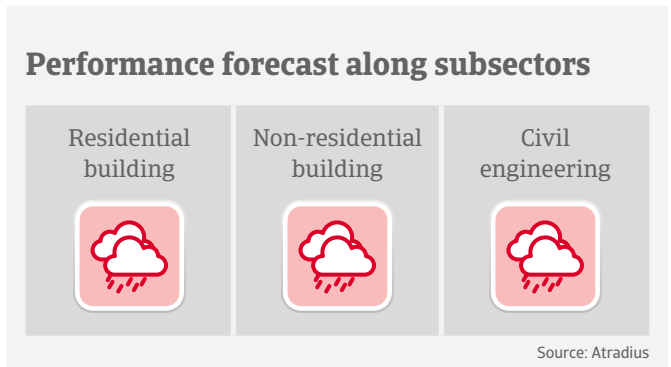 Performance forecast along subsectors
Residential
building
Non-residential
building
Civil
engineering
Source: Atradius